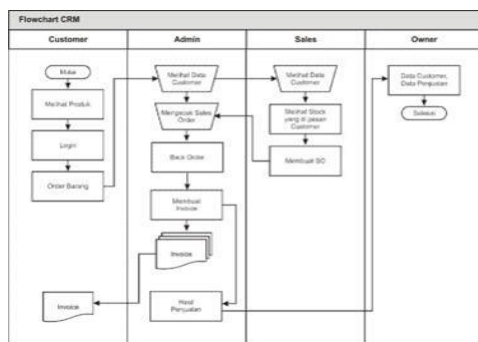 Flowchart CRM
Customer
Admin
Sales
Owner
Mulai
Melihat Produk
Login
Order Barang
Invoice
Melihat Data
Customer
Mengecek Sales
Order
Back Order
Membuat
Invoice
Invoice
Hasil
Penjualan
Melihat Data
Customer
Melihat Stock
yang di pesan
Customer
Membuat SO
Data Customer,
Data Penjualan
Selesai